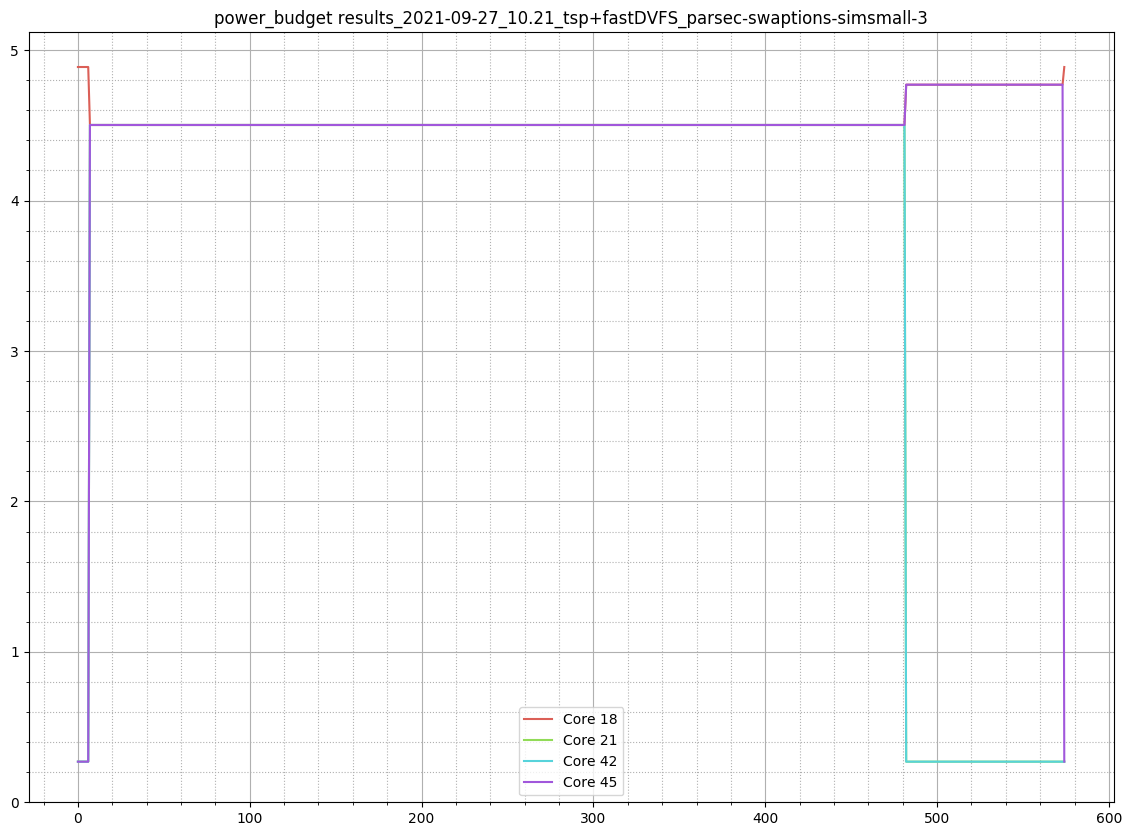 power_budget results_2021-09-27_10.21_tsp+fastDVFS_parsec-swaptions-simsmall-3
5
4
3
2
1
0
Core 18
Core 21
Core 42
Core 45
0 100 200 300 400 500 600